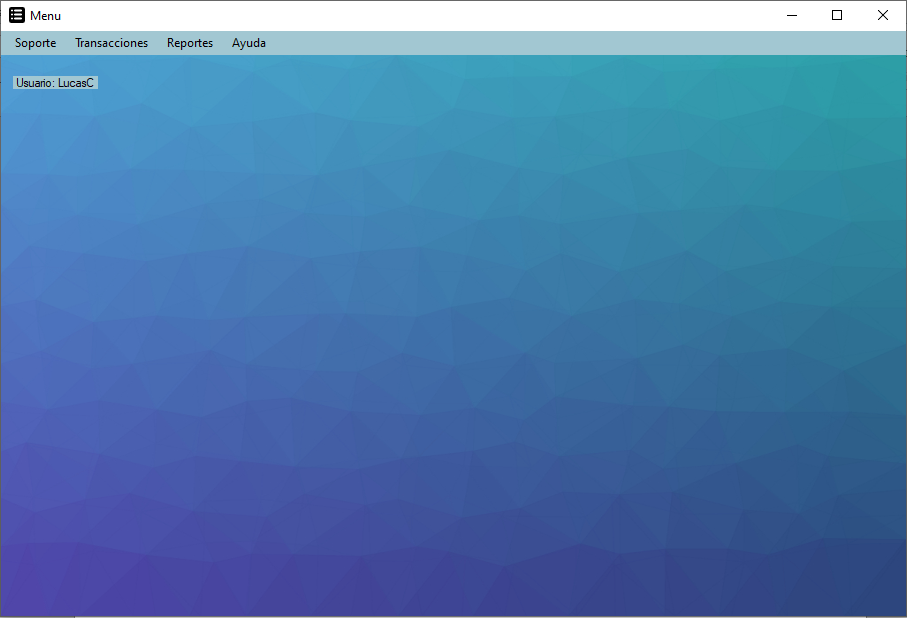 Menu
Soporte Transacciones Reportes Ayuda
Usuario: LucasC